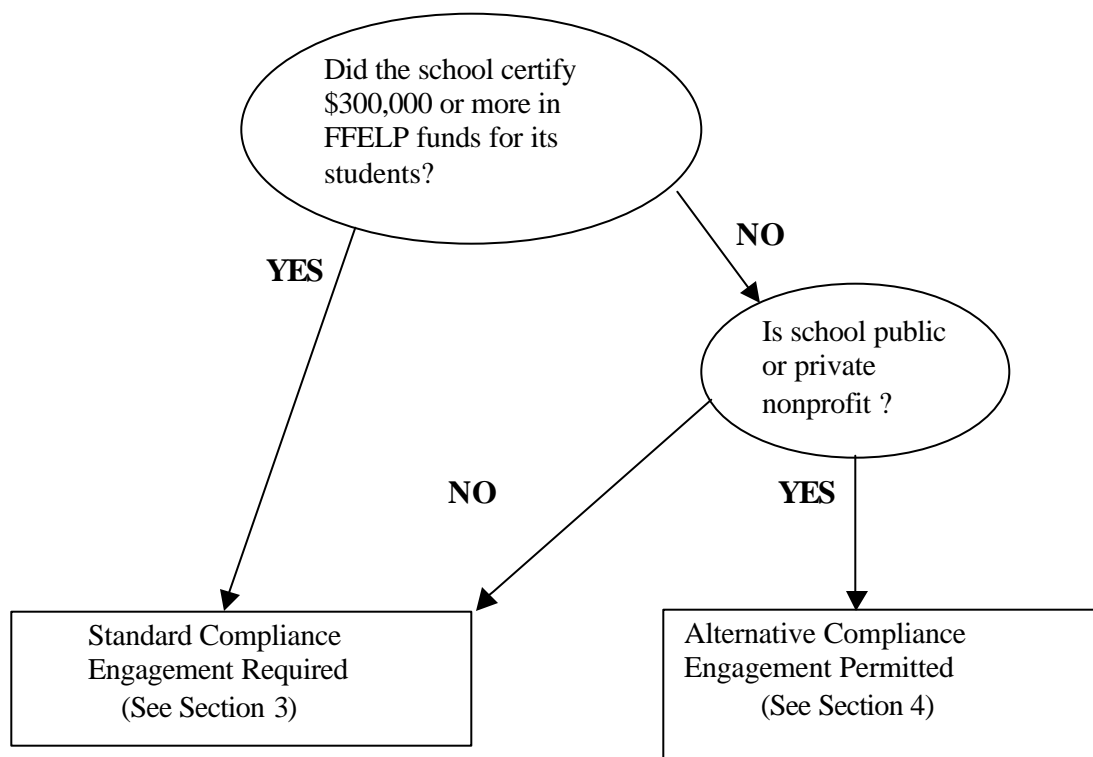 Did the school certify
$300,000 or more in
FFELP funds for its
students?
NO
YES
Is school public
or private
nonprofit ?
NO
YES
Standard Compliance
Engagement Required
(See Section 3)
Alternative Compliance
Engagement Permitted
(See Section 4)